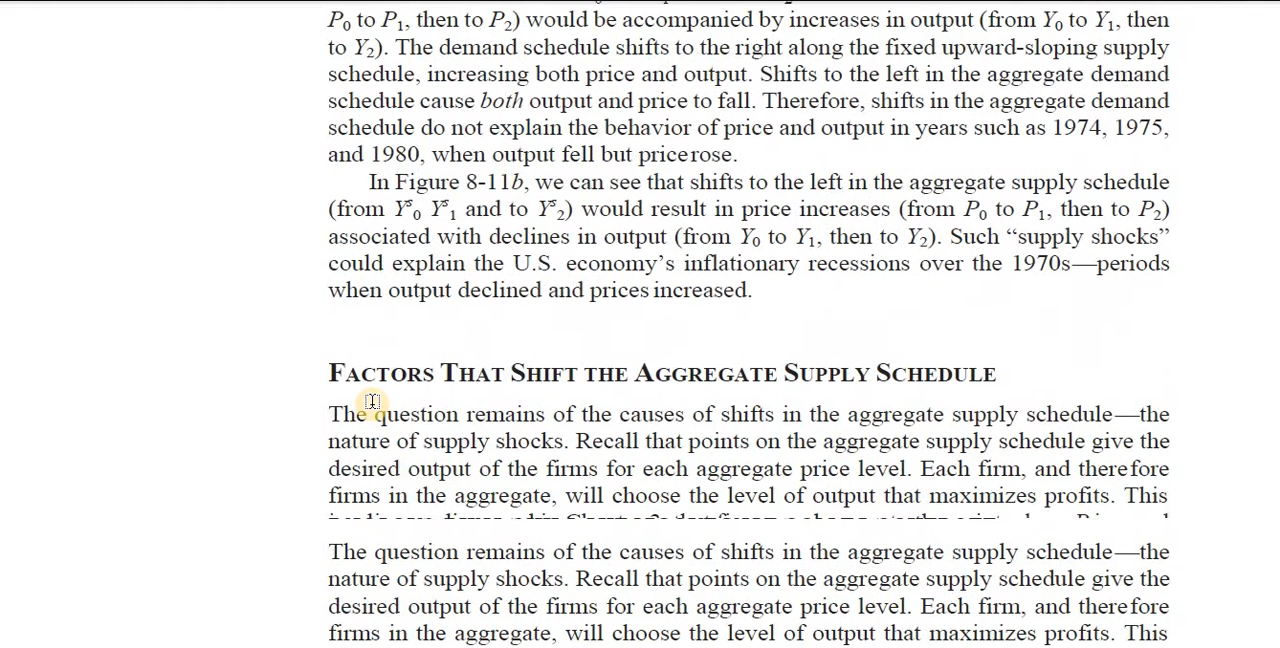 P0 to P1, then to P2) would be accompanied by increases in output (from Y0 to Y1, then
to Y2). The demand schedule shifts to the right along the fixed upward-sloping supply
schedule, increasing both price and output. Shifts to the left in the aggregate demand
schedule cause both output and price to fall. Therefore, shifts in the aggregate demand
schedule do not explain the behavior of price and output in years such as 1974, 1975,
and 1980, when output fell but price rose.
In Figure 8-11b, we can see that shifts to the left in the aggregate supply schedule
(from Ys0 Ys1 and to Ys2) would result in price increases (from P0 to P1, then to P2)
associated with declines in output (from Y0 to Y1, then to Y2). Such “supply shocks”
could explain the U.S. economy’s inflationary recessions over the 1970s—periods
when output declined and prices increased.
FACTORS THAT SHIFT THE AGGREGATE SUPPLY SCHEDULE
The question remains of the causes of shifts in the aggregate supply schedule—the
nature of supply shocks. Recall that points on the aggregate supply schedule give the
desired output of the firms for each aggregate price level. Each firm, and therefore
firms in the aggregate, will choose the level of output that maximizes profits. This
The question remains of the causes of shifts in the aggregate supply schedule—the
nature of supply shocks. Recall that points on the aggregate supply schedule give the
desired output of the firms for each aggregate price level. Each firm, and therefore
firms in the aggregate, will choose the level of output that maximizes profits. This